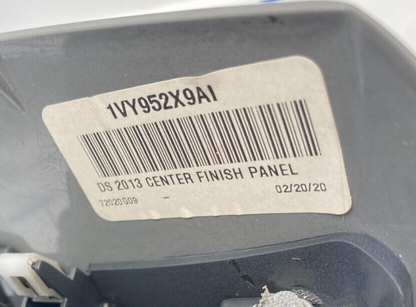 1VY952X9AI
DS 2013 CENTER FINISH PANEL
72020G09 - 02/20/20